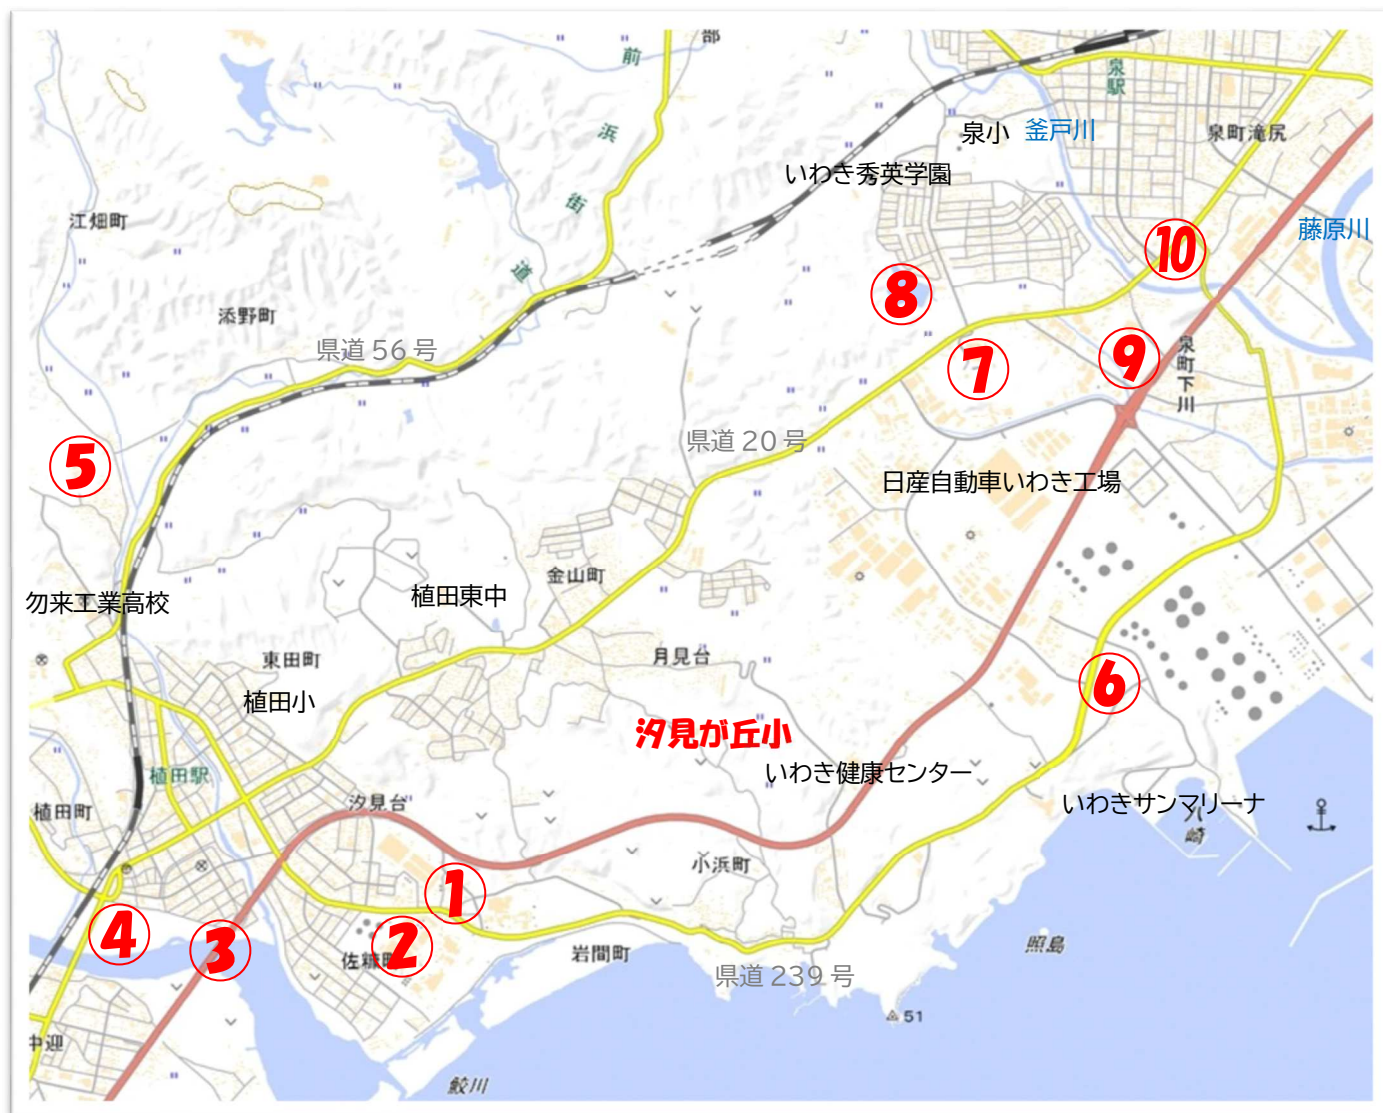 部
前
浜
街
道
泉駅
泉小
釜戸川
泉町滝尻
いわき秀英学園
江畑町
藤原川
⑩
⑧
添野町
県道 56 号
⑦
⑨
泉町下川
県道 20 号
⑤
日産自動車いわき工場
金山町
植田東中
勿来工業高校
東田町
月見台
植田小
⑥
汐見が丘小
植田駅
いわき健康センター
汐見台
いわきサンマリーナ
植田町
八崎
小浜町
①
④
③
②
佐糠町
岩間町
照島
県道 239 号
51
中迎
鮫川